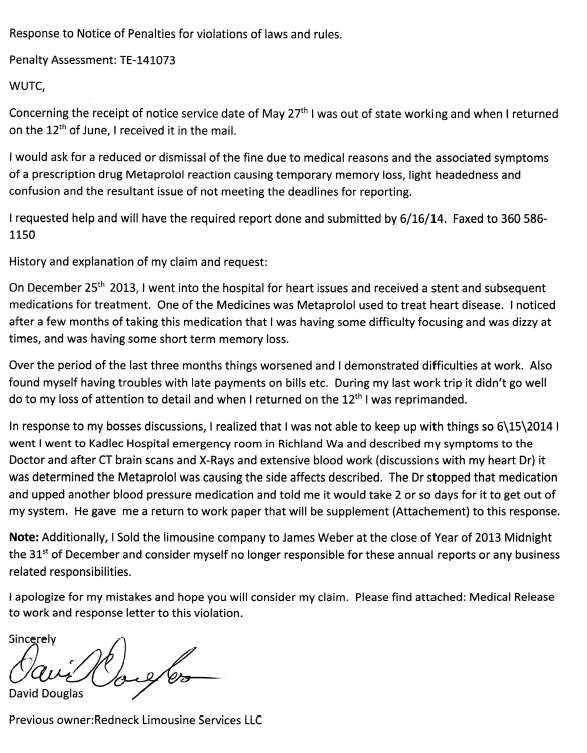 Response to Notice of Penalties for violations of laws and rules.
Penalty Assessment: TE-141073
WUTC,
Concerning the receipt of notice service date of May 27th I was out of state working and when I returned
on the 12th of June, I received it in the mail.
I would ask for a reduced or dismissal of the fine due to medical reasons and the associated symptoms
of a prescription drug Metaprolol reaction causing temporary memory loss, light headedness and
confusion and the resultant issue of not meeting the deadlines for reporting.
I requested help and will have the required report done and submitted by 6/16/14.  Faxed to 360 586-
1150
History and explanation of my claim and request:
On December 25th 2013, I went into the hospital for heart issues and received a stent and subsequent
medications for treatment.  One of the Medicines was Metaprolol used to treat heart disease.  I noticed
after a few months of taking this medication that I was having some difficulty focusing and was dizzy at
times, and was having some short term memory loss.
Over the period of the last three months things worsened and I demonstrated difficulties at work.  Also
found myself having troubles with late payments on bills etc.  During my last work trip it didn't go well
do to my loss of attention to detail and when I returned on the 12th I was reprimanded.
In response to my bosses discussions, I realized that I was not able to keep up with things so 6\15\2014 I
went I went to Kadlec Hospital emergency room in Richland Wa and described my symptoms to the
Doctor and after CT brain scans and X-Rays and extensive blood work (discussions with my heart Dr) it
was determined the Metaprolol was causing the side affects described.  The Dr stopped that medication
and upped another blood pressure medication and told me it would take 2 or so days for it to get out of
my system.  He gave me a return to work paper that will be supplement (Attachement) to this response.
Note: Additionally, I Sold the limousine company to James Weber at the close of Year of 2013 Midnight
the 31st of December and consider myself no longer responsible for these annual reports or any business
related responsibilities.
I apologize for my mistakes and hope you will consider my claim.  Please find attached: Medical Release
to work and response letter to this violation.
Sincerely
David Douglas
David Douglas
Previous owner:Redneck Limousine Services LLC